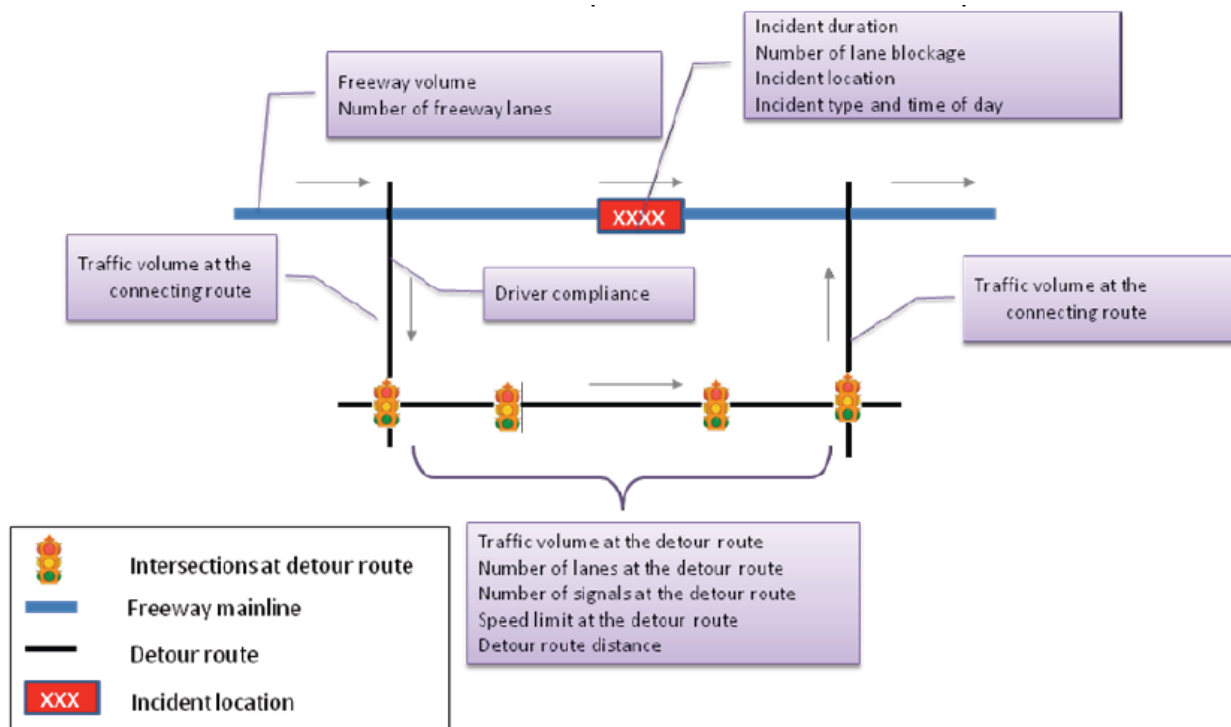 Incident duration
Number of lane blockage
Incident location
Incident type and time of day
Freeway volume
Number of freeway lanes
XXXX
Traffic volume at the
connecting route
Driver compliance
Traffic volume at the
connecting route
Traffic volume at the detour route
Number of lanes at the detour route
Number of signals at the detour route
Speed limit at the detour route
Detour route distance
Intersections at detour route
Freeway mainline
Detour route
XXX
Incident location